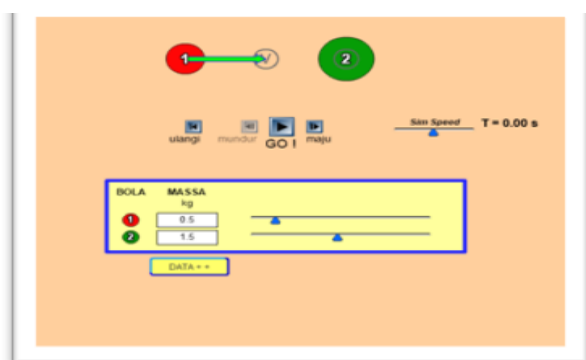 1 V 2
Sim Speed T = 0.00 s
ulangi mundur GO ! maju
BOLA MASSA
kg
1 0.5
2 1.5
DATA + +